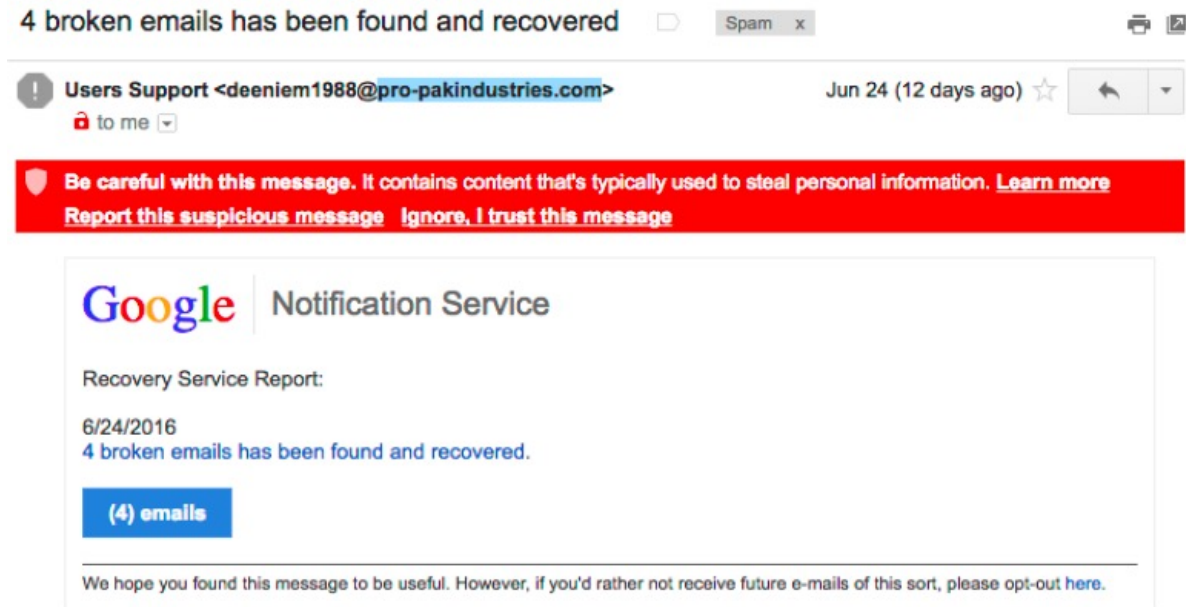 4 broken emails has been found and recovered Spam x
Users Support <deeniem1988@pro-pakindustries.com> Jun 24 (12 days ago)
to me
Be careful with this message. It contains content that's typically used to steal personal information. Learn more
Report this suspicious message Ignore, I trust this message
Google Notification Service
Recovery Service Report:
6/24/2016
4 broken emails has been found and recovered.
(4) emails
We hope you found this message to be useful. However, if you'd rather not receive future e-mails of this sort, please opt-out here.